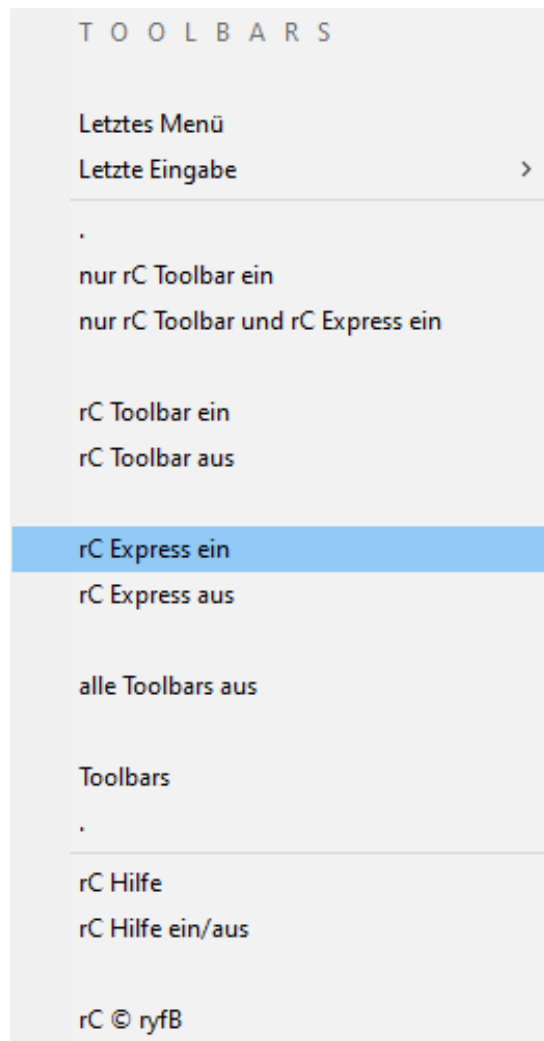 T O O L B A R S
Letztes Menü
Letzte Eingabe >
.
nur rC Toolbar ein
nur rC Toolbar und rC Express ein
rC Toolbar ein
rC Toolbar aus
rC Express ein
rC Express aus
alle Toolbars aus
Toolbars
.
rC Hilfe
rC Hilfe ein/aus
rC © ryfB